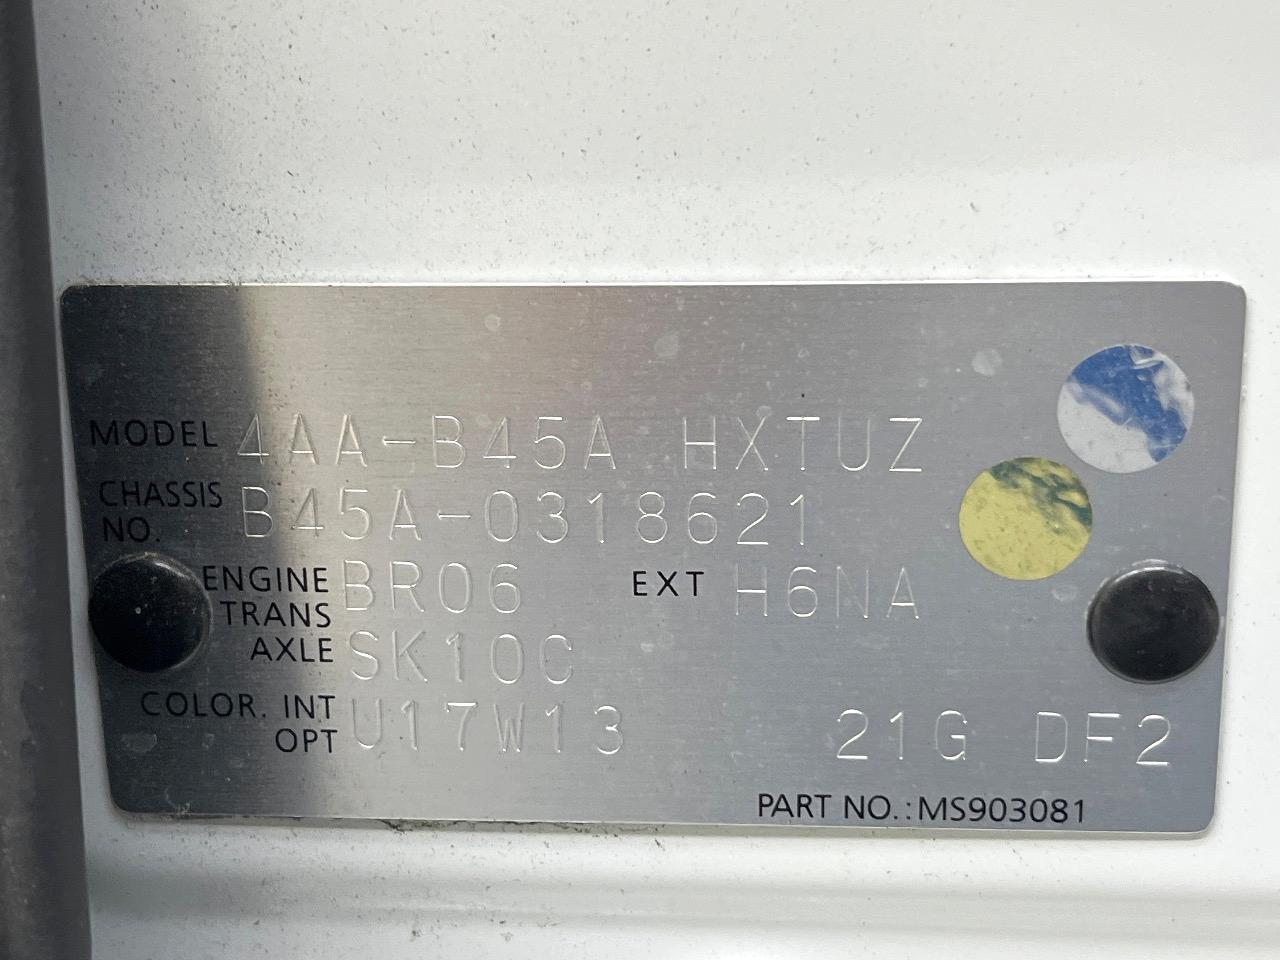 MODEL 4AA-B45A HXTUZ
CHASSIS NO. B45A-0318621
ENGINE BR06 EXT H6NA
TRANS AXLE SK10C
COLOR. INT
OPT U17W13 21G DF2
PART NO.:MS903081